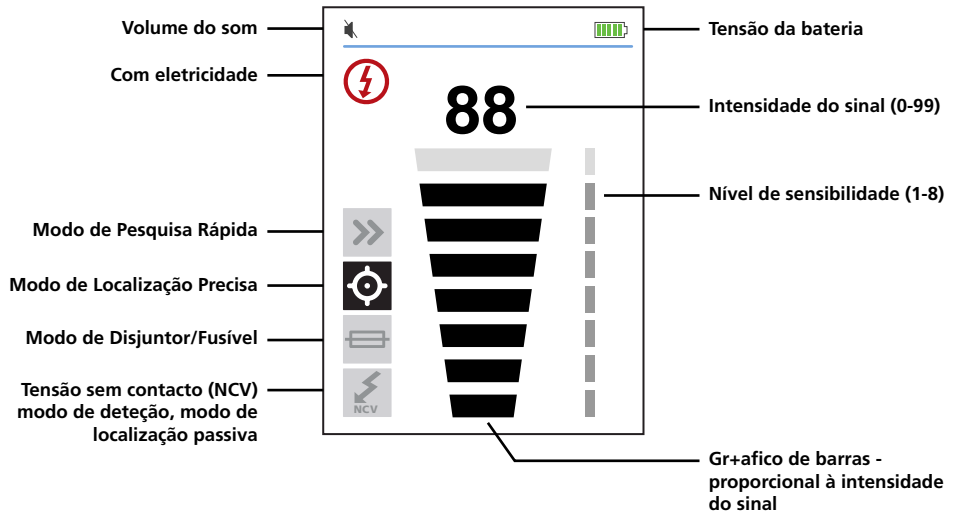 Volume do som
Com eletricidade
Modo de Pesquisa Rápida
Modo de Localização Precisa
Modo de Disjuntor/Fusível
Tensão sem contacto (NCV)
modo de deteção, modo de
localização passiva
88
NCV
Tensão da bateria
Intensidade do sinal (0-99)
Nível de sensibilidade (1-8)
Gr+afico de barras -
proporcional à intensidade
do sinal